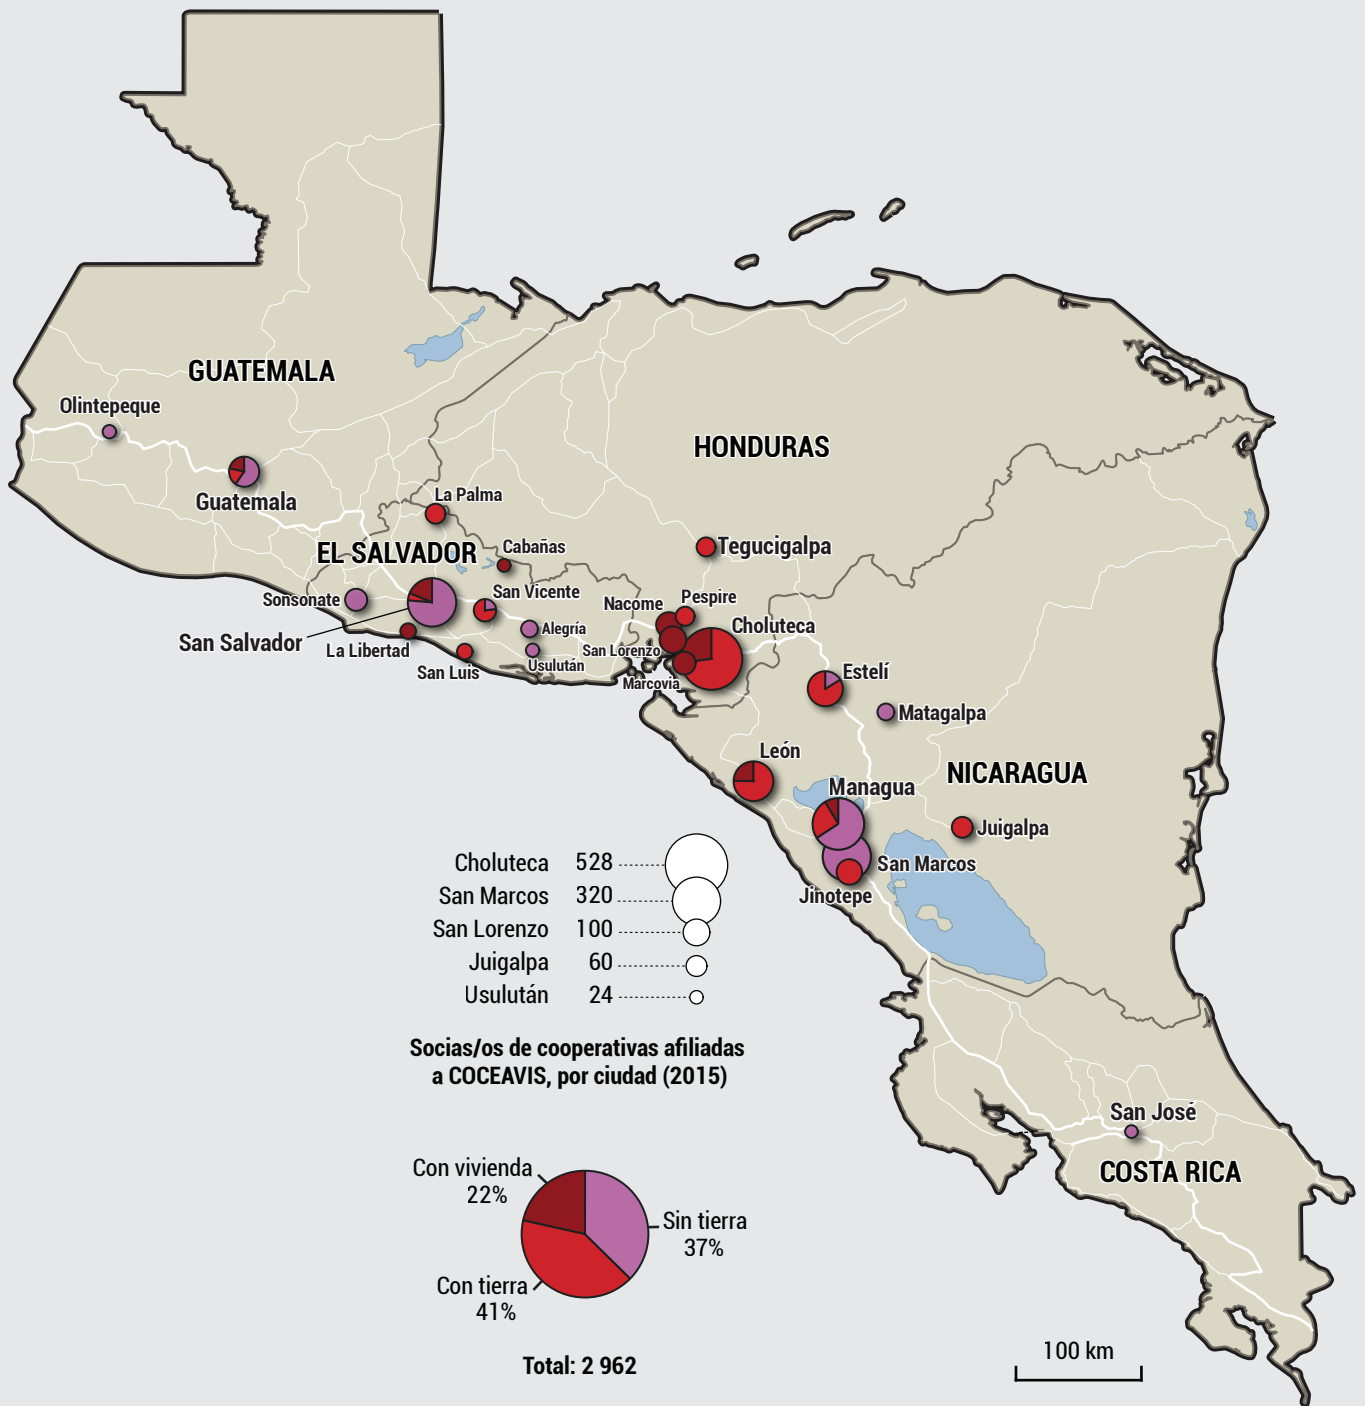 GUATEMALA
Olintepeque
Guatemala
HONDURAS
La Palma
EL SALVADOR
Cabañas
Tegucigalpa
Sonsonate
San Vicente
Nacome
Pespire
San Salvador
Alegría
Choluteca
La Libertad
San Lorenzo
Usulután
San Luis
Marcovia
Estelí
Matagalpa
León
NICARAGUA
Managua
Juigalpa
San Marcos
Jinotepe
Choluteca 528
San Marcos 320
San Lorenzo 100
Juigalpa 60
Usulután 24
Socias/os de cooperativas afiliadas
a COCEAVIS, por ciudad (2015)
San José
COSTA RICA
Con vivienda
22%
Sin tierra
37%
Con tierra
41%
Total: 2 962
100 km